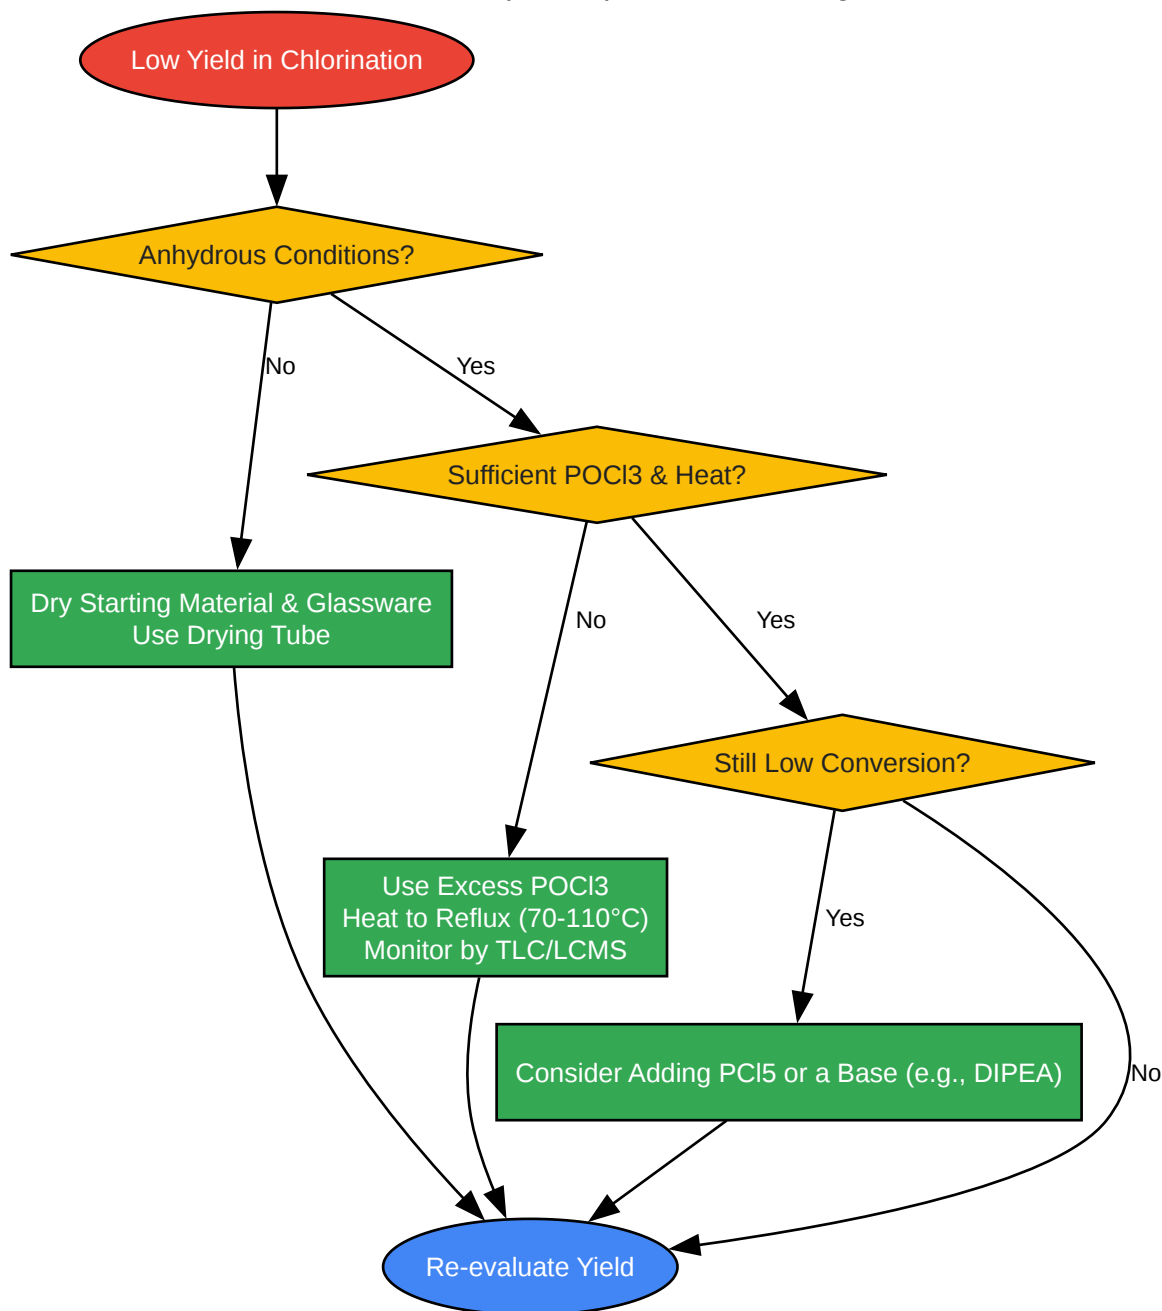 Low Yield in Chlorination
Anhydrous Conditions?
No
Yes
Sufficient POCl3 & Heat?
Dry Starting Material & Glassware
Use Drying Tube
No
Yes
Still Low Conversion?
Use Excess POCl3
Heat to Reflux (70-110°C)
Monitor by TLC/LCMS
Yes
Consider Adding PCl5 or a Base (e.g., DIPEA)
No
Re-evaluate Yield